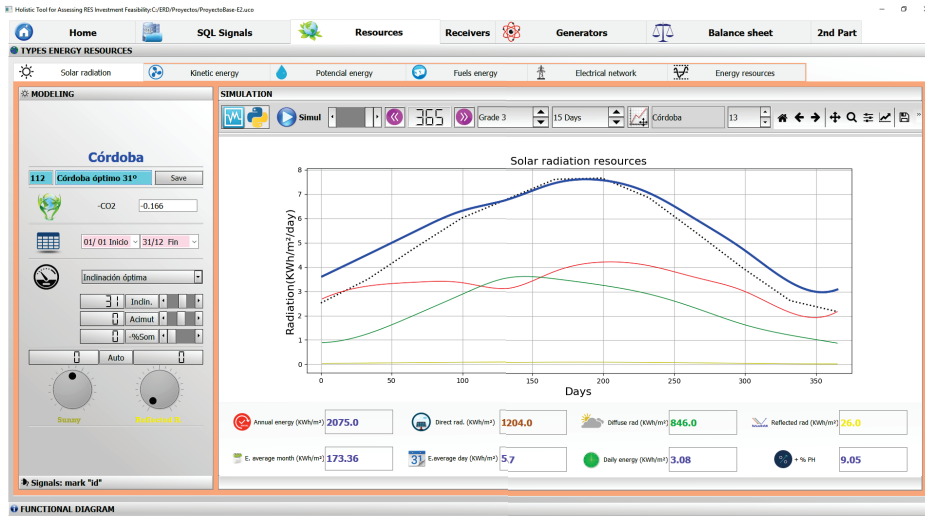 Holistic Tool for Assessing RES Investment Feasibility:C:/ERD/Proyectos/ProyectoBase-E2.uco
Home SQL Signals Resources Receivers Generators Balance sheet 2nd Part
TYPES ENERGY RESOURCES
Solar radiation Kinetic energy Potencial energy Fuels energy Electrical network Energy resources
MODELING
SIMULATION
Simul 365 Grade 3 15 Days Córdoba 13
Córdoba
112 Córdoba óptimo 31º Save
-CO2 -0.166
01/ 01 Inicio 31/12 Fin
Inclinación óptima
31 Inclin.
0 Acimut
0 -%Som
0 Auto 0
Sunny
Solar radiation resources
Radiation(KWh/m²/day)
8
7
6
5
4
3
2
1
0
0 50 100 150 200 250 300 350
Days
Annual energy (KWh/m²) 2075.0 Direct rad. (KWh/m²) 1204.0 Diffuse rad (KWh/m²) 846.0 Reflected rad (KWh/m²) 26.0
E. average month (KWh/m²) 173.36 31 E.average day (KWh/m²) 5.7 Daily energy (KWh/m²) 3.08 + % PH 9.05
Signals: mark "id"
FUNCTIONAL DIAGRAM